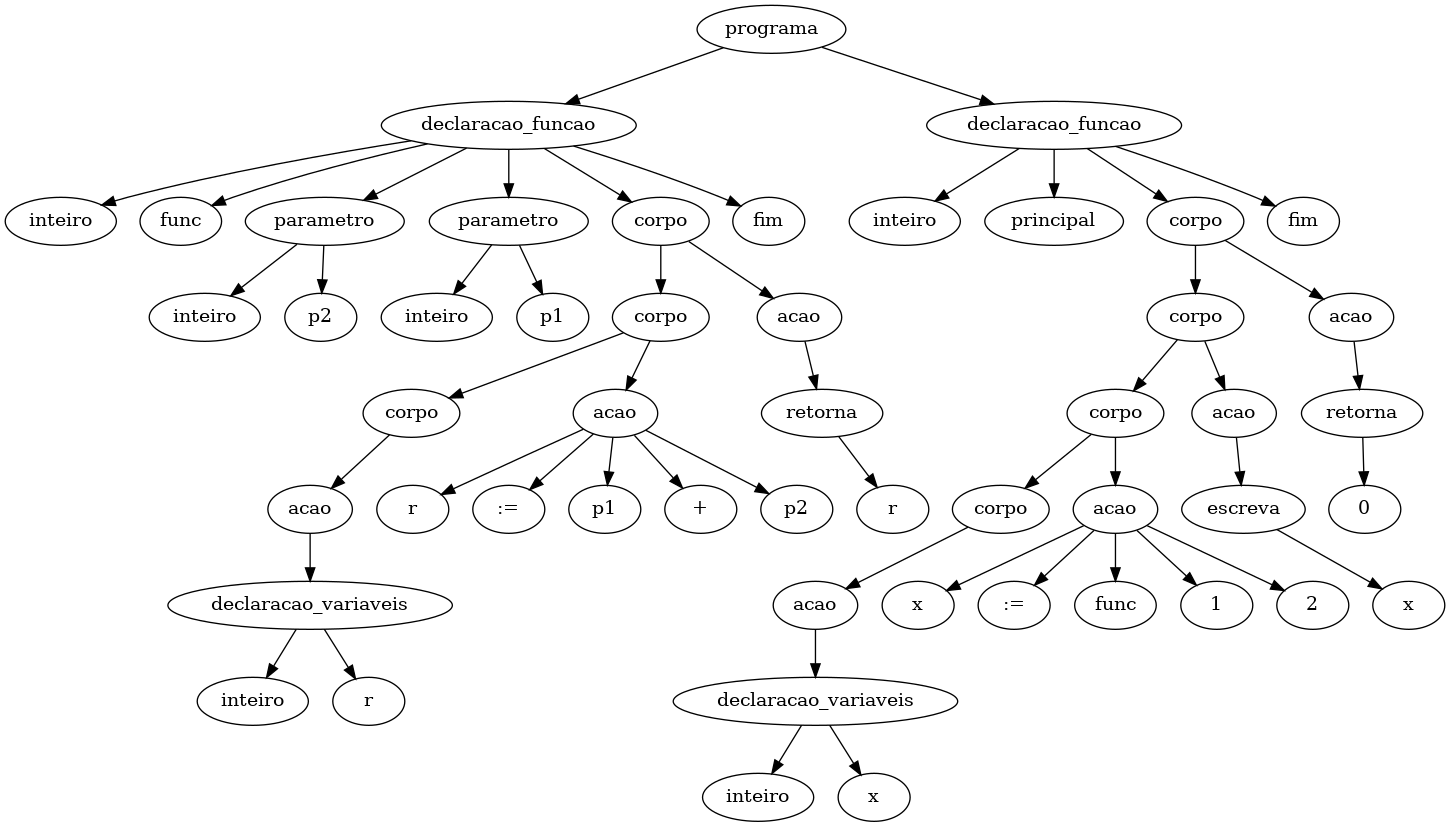 programa
declaracao_funcao declaracao_funcao
inteiro func parametro parametro corpo fim inteiro principal corpo fim
inteiro p2 inteiro p1 corpo acao corpo acao
corpo acao retorna corpo acao retorna
acao r := p1 + p2 r corpo acao escreva 0
declaracao_variaveis acao x := func 1 2 x
inteiro r declaracao_variaveis
inteiro x